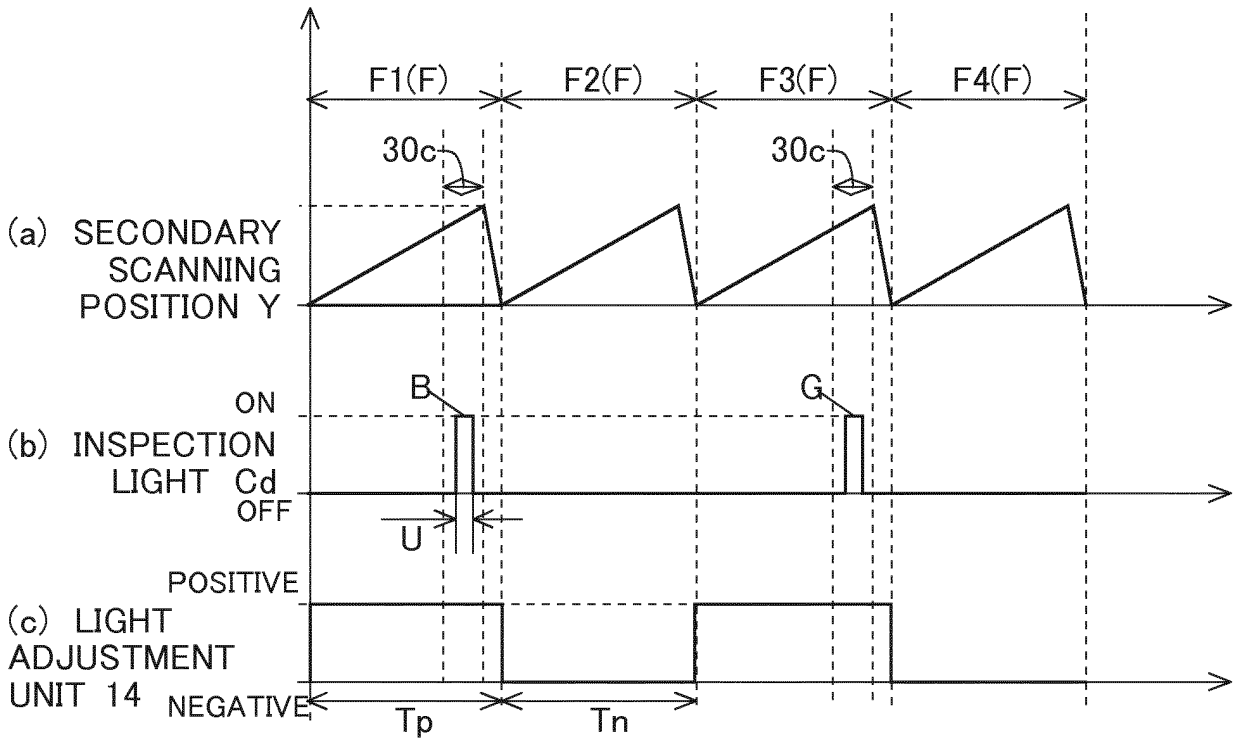 F1(F) F2(F) F3(F) F4(F)
30c 30c
(a) SECONDARY
SCANNING
POSITION Y
B G
ON
(b) INSPECTION
LIGHT Cd
OFF
U
POSITIVE
(c) LIGHT
ADJUSTMENT
UNIT 14
NEGATIVE
Tp Tn